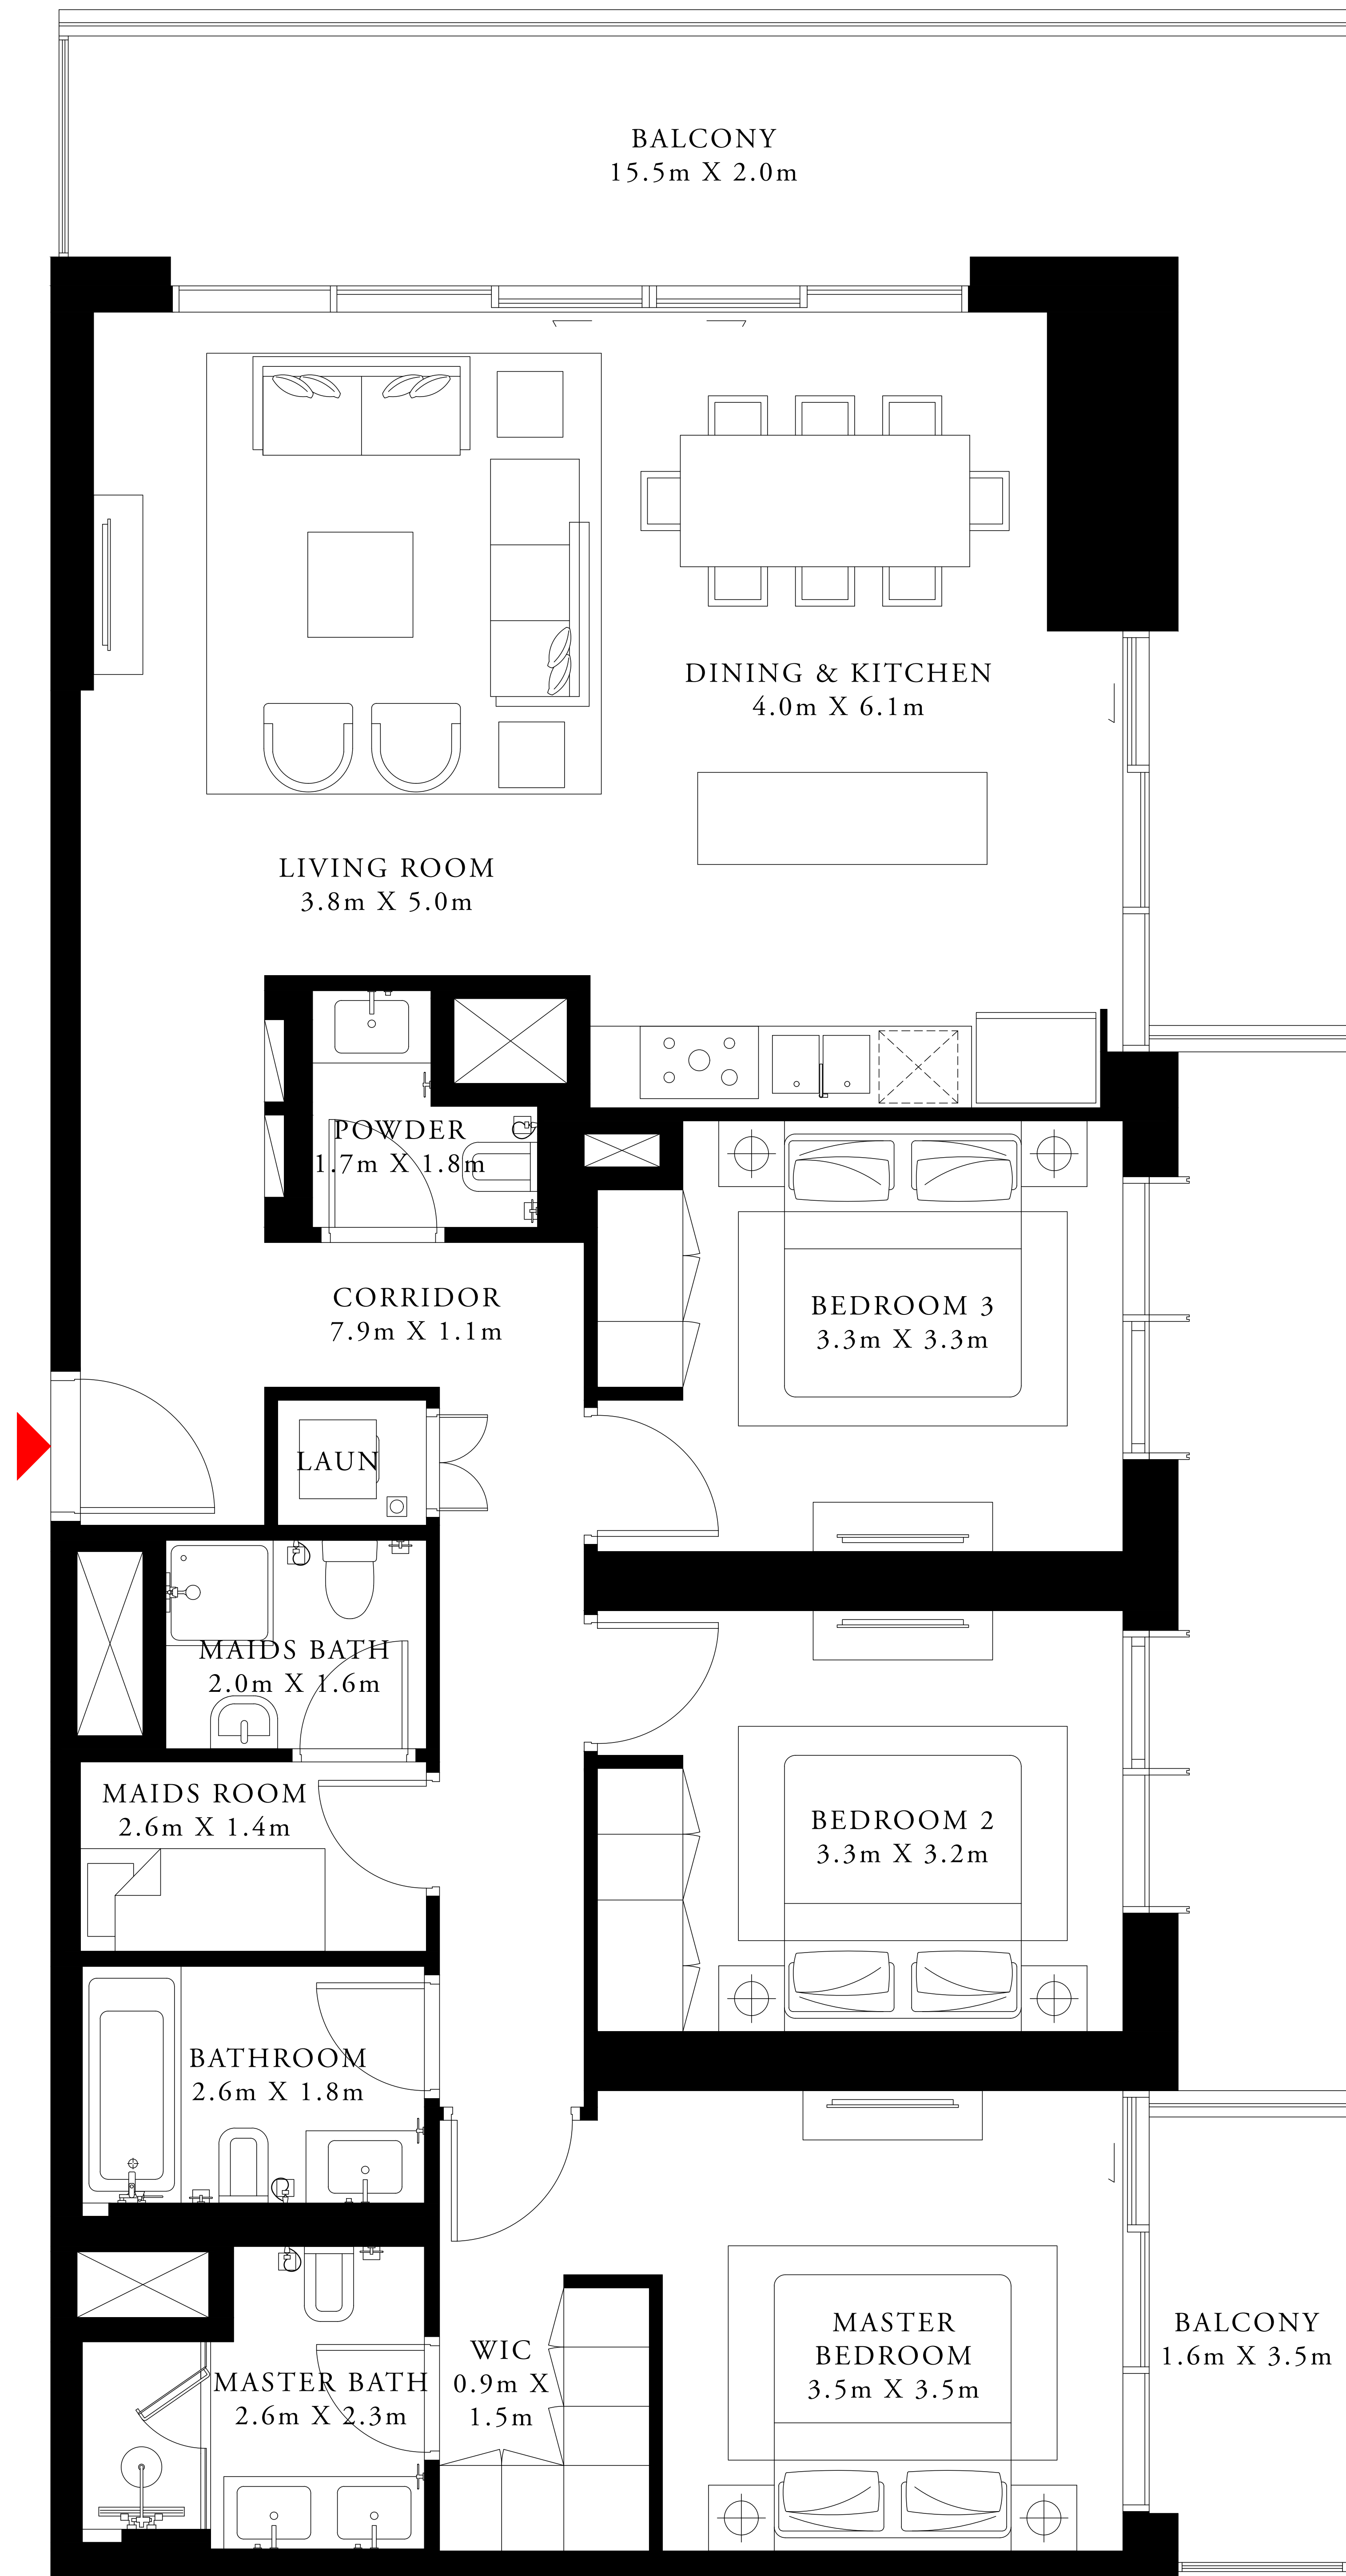 BALCONY
15.5m X 2.0m
DINING & KITCHEN
4.0m X 6.1m
LIVING ROOM
3.8m X 5.0m
POWDER
1.7m X 1.8m
CORRIDOR
7.9m X 1.1m
BEDROOM 3
3.3m X 3.3m
LAUN
MAIDS BATH
2.0m X 1.6m
MAIDS ROOM
2.6m X 1.4m
BEDROOM 2
3.3m X 3.2m
BATHROOM
2.6m X 1.8m
MASTER BATH
2.6m X 2.3m
WIC
0.9m X
1.5m
MASTER
BEDROOM
3.5m X 3.5m
BALCONY
1.6m X 3.5m